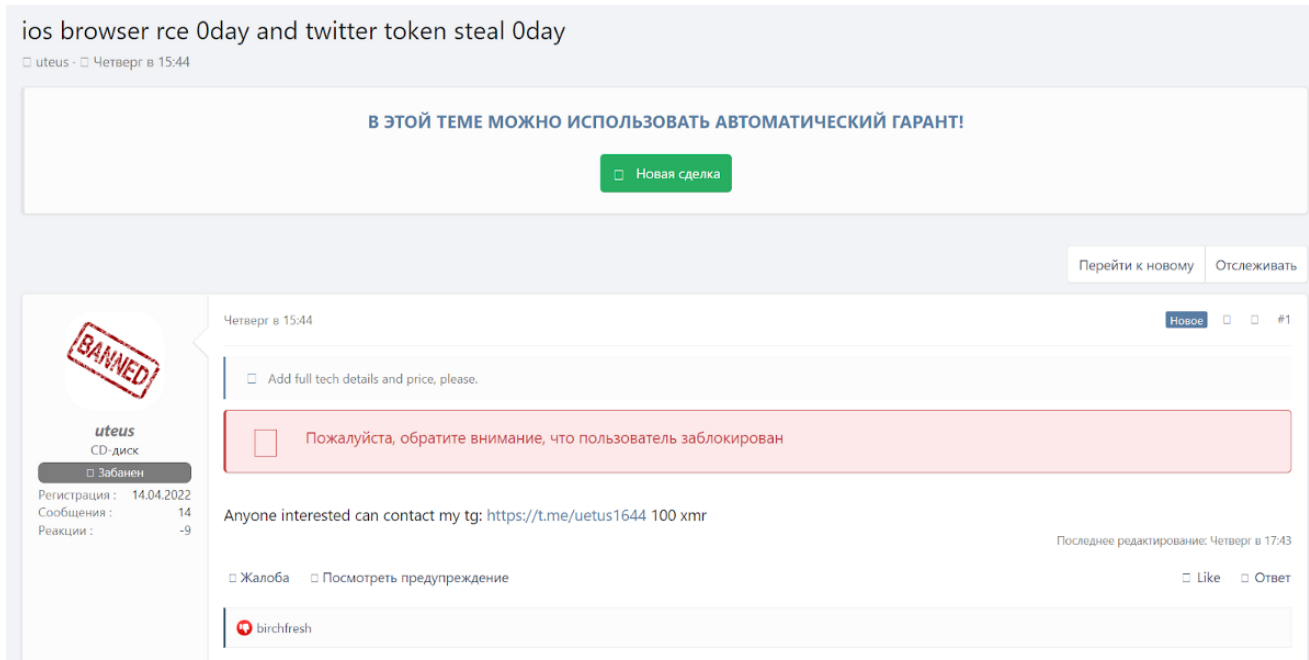 ios browser rce 0day and twitter token steal 0day
uteus · Четверг в 15:44
В ЭТОЙ ТЕМЕ МОЖНО ИСПОЛЬЗОВАТЬ АВТОМАТИЧЕСКИЙ ГАРАНТ!
Новая сделка
Перейти к новому Отслеживать
BANNED
uteus
CD-диск
Забанен
Регистрация : 14.04.2022
Сообщения : 14
Реакции : -9
Четверг в 15:44 Новое #1
Add full tech details and price, please.
Пожалуйста, обратите внимание, что пользователь заблокирован
Anyone interested can contact my tg: https://t.me/uetus1644 100 xmr
Последнее редактирование: Четверг в 17:43
Жалоба Посмотреть предупреждение Like Ответ
birchfresh